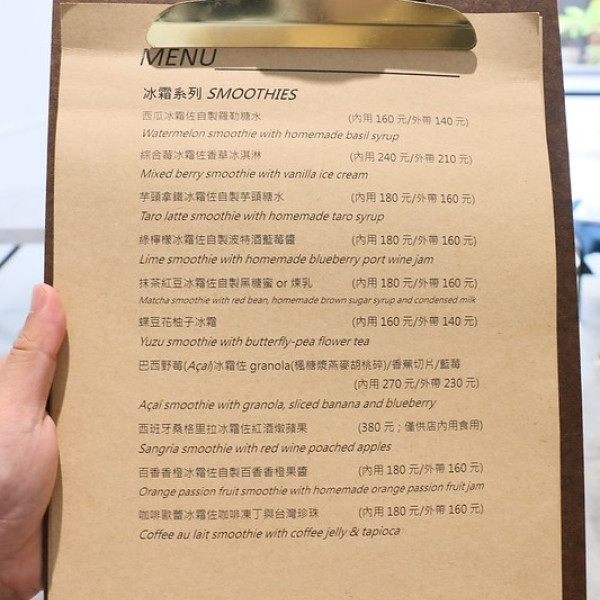 MENU
冰霜系列 SMOOTHIES
西瓜冰霜佐自製羅勒糖水 (內用 160 元/外帶 140 元)
Watermelon smoothie with homemade basil syrup
綜合莓冰霜佐香草冰淇淋 (內用 240 元/外帶 210 元)
Mixed berry smoothie with vanilla ice cream
芋頭拿鐵冰霜佐自製芋頭糖水 (內用 180 元/外帶 160 元)
Taro latte smoothie with homemade taro syrup
綠檸檬冰霜佐自製波特酒藍莓醬 (內用 180 元/外帶 160 元)
Lime smoothie with homemade blueberry port wine jam
抹茶紅豆冰霜佐自製黑糖蜜 or 煉乳 (內用 180 元/外帶 160 元)
Matcha smoothie with red bean, homemade brown sugar syrup and condensed milk
蝶豆花柚子冰霜 (內用 160 元/外帶 140 元)
Yuzu smoothie with butterfly-pea flower tea
巴西野莓(Açaí)冰霜佐 granola(楓糖漿燕麥胡桃碎)/香蕉切片/藍莓
(內用 270 元/外帶 230 元)
Açaí smoothie with granola, sliced banana and blueberry
西班牙桑格里拉冰霜佐紅酒燉蘋果 (380 元；僅供店內用食用)
Sangria smoothie with red wine poached apples
百香香橙冰霜佐自製百香香橙果醬 (內用 180 元/外帶 160 元)
Orange passion fruit smoothie with homemade orange passion fruit jam
咖啡歐蕾冰霜佐咖啡凍丁與台灣珍珠 (內用 180 元/外帶 160 元)
Coffee au lait smoothie with coffee jelly & tapioca